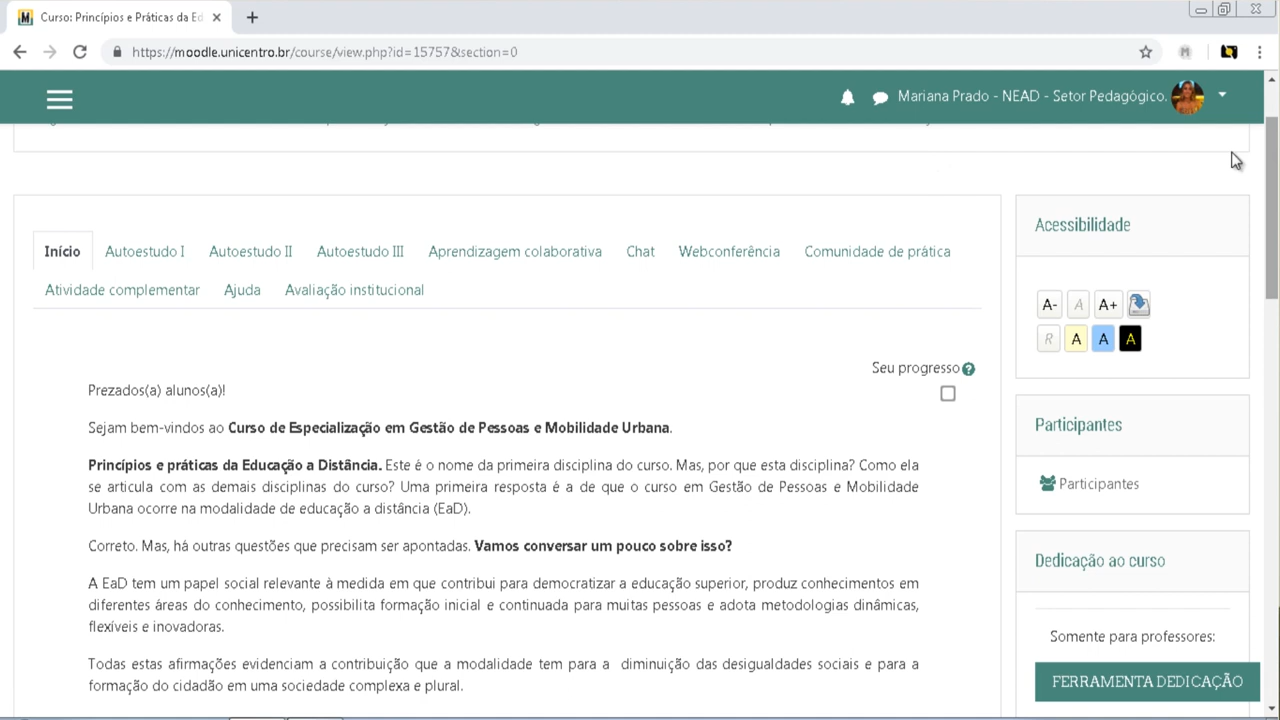 Curso: Princípios e Práticas da Ed
https://moodle.unicentro.br/course/view.php?id=15757&section=0
Mariana Prado - NEAD - Setor Pedagógico.
Início Autoestudo I Autoestudo II Autoestudo III Aprendizagem colaborativa Chat Webconferência Comunidade de prática
Atividade complementar Ajuda Avaliação institucional
Seu progresso
Prezados(a) alunos(a)!
Sejam bem-vindos ao Curso de Especialização em Gestão de Pessoas e Mobilidade Urbana.
Princípios e práticas da Educação a Distância. Este é o nome da primeira disciplina do curso. Mas, por que esta disciplina? Como ela
se articula com as demais disciplinas do curso? Uma primeira resposta é a de que o curso em Gestão de Pessoas e Mobilidade
Urbana ocorre na modalidade de educação a distância (EaD).
Correto. Mas, há outras questões que precisam ser apontadas. Vamos conversar um pouco sobre isso?
A EaD tem um papel social relevante à medida em que contribui para democratizar a educação superior, produz conhecimentos em
diferentes áreas do conhecimento, possibilita formação inicial e continuada para muitas pessoas e adota metodologias dinâmicas,
flexíveis e inovadoras.
Todas estas afirmações evidenciam a contribuição que a modalidade tem para a diminuição das desigualdades sociais e para a
formação do cidadão em uma sociedade complexa e plural.
Acessibilidade
A- A A+
R A A A
Participantes
Participantes
Dedicação ao curso
Somente para professores:
FERRAMENTA DEDICAÇÃO